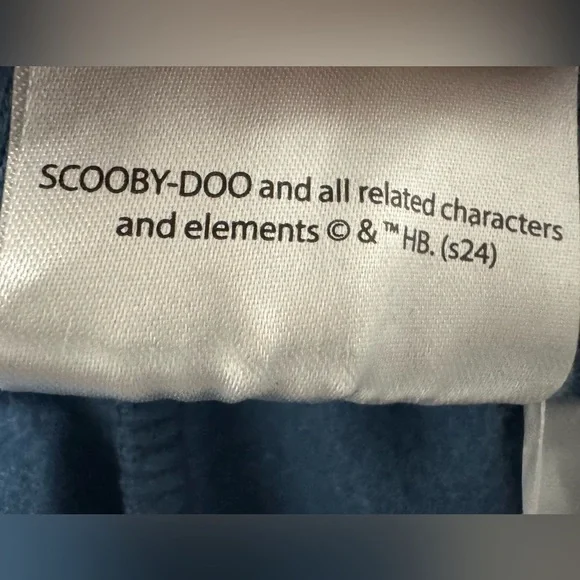 SCOOBY-DOO and all related characters
and elements © & ™ HB. (s24)